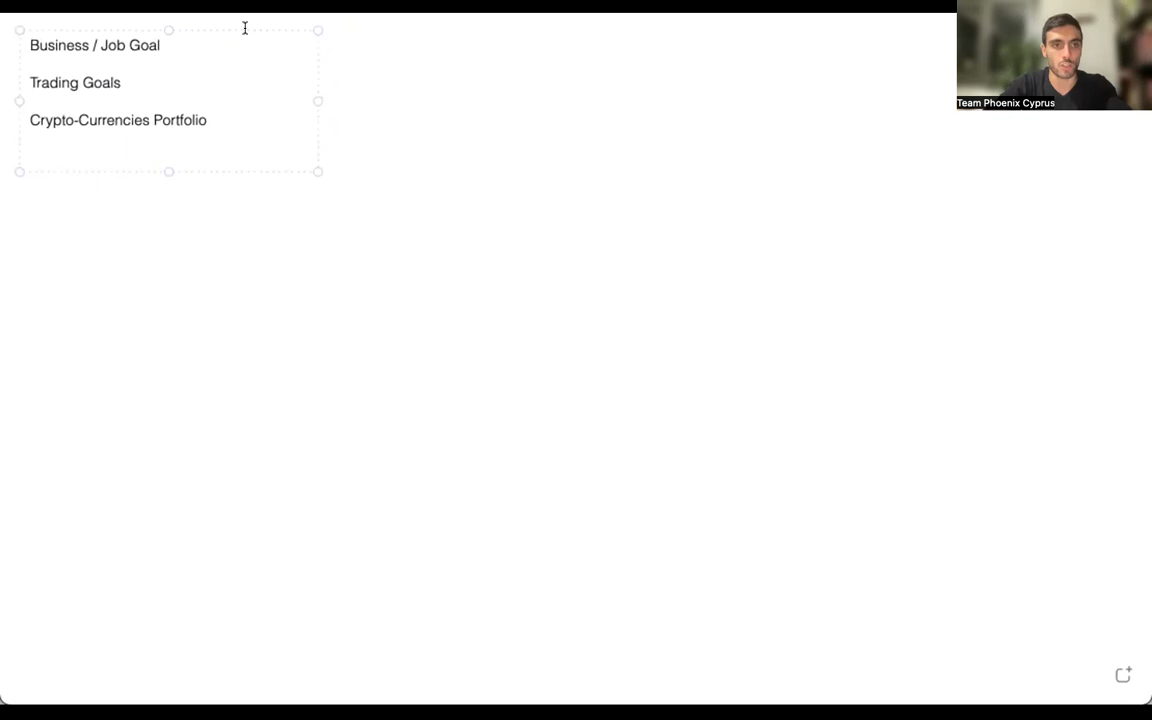 Business / Job Goal
Trading Goals
Crypto-Currencies Portfolio
Team Phoenix Cyprus